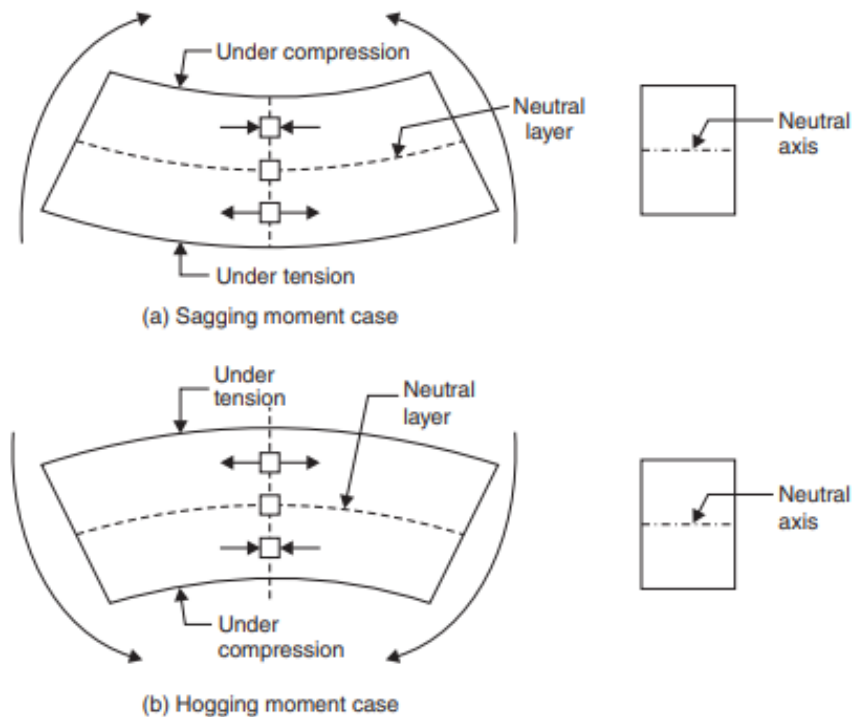 Under compression
Neutral
layer
Neutral
axis
Under tension
(a) Sagging moment case
Under
tension
Neutral
layer
Neutral
axis
Under
compression
(b) Hogging moment case